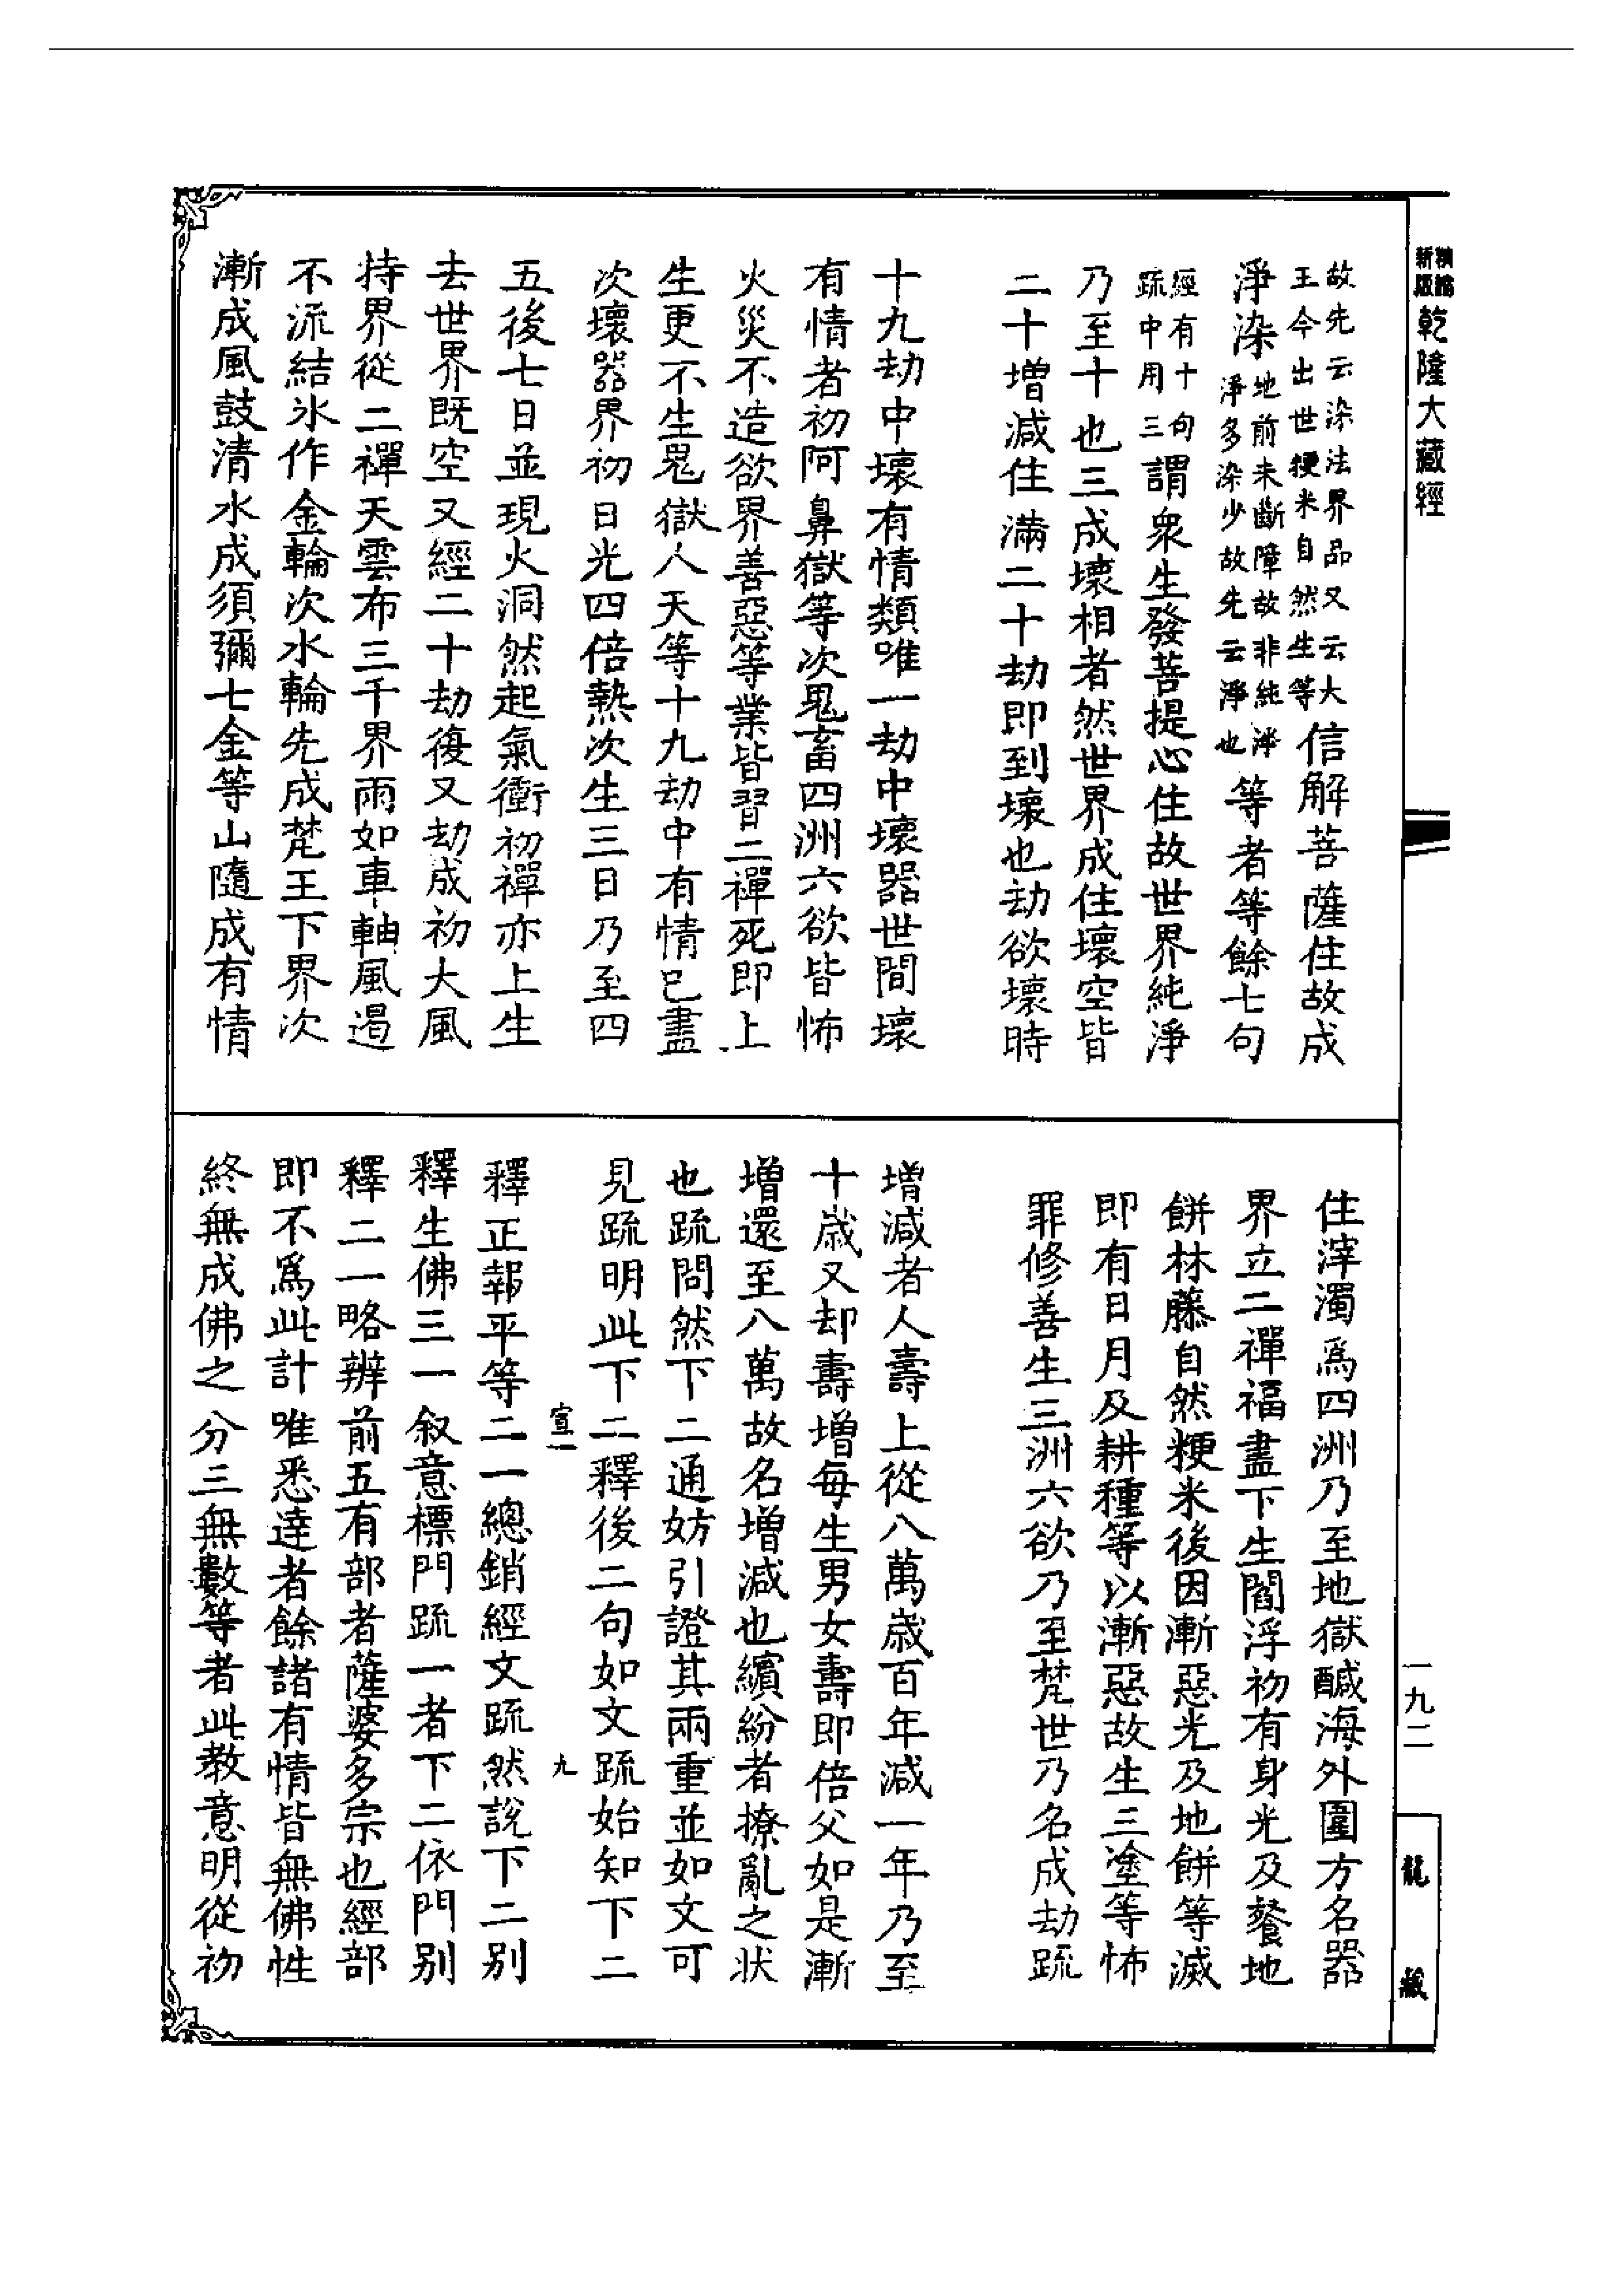 新版
乾隆大藏經
故先云染法界品又云大
王今出世粳米自然生等
信解菩薩住故成
淨染
地前未斷障故非純淨
淨多染少故先云淨也
等者等餘七句
經有十句
疏中用三
謂衆生發菩提心住故世界純淨
乃至十也三成壞相者然世界成住壞空皆
二十增減住滿二十劫即到壞也劫欲壞時
十九劫中壞有情類唯一劫中壞器世間壞
有情者初阿鼻獄等次鬼畜四洲六欲皆怖
火災不造欲界善惡等業皆習二禪死即上
生更不生鬼獄人天等十九劫中有情已盡
次壞器界初日光四倍熱次生三日乃至四
五後七日並現火洞然起氣衝初禪亦上生
去世界既空又經二十劫復又劫成初大風
持界從二禪天雲布三千界雨如車軸風遏
不流結氷作金輪次水輪先成梵王下界次
漸成風鼓清水成須彌七金等山隨成有情
住滓濁爲四洲乃至地獄鹹海外圍方名器
界立二禪福盡下生閻浮初有身光及餐地
餅林藤自然粳米後因漸惡光及地餅等滅
即有日月及耕種等以漸惡故生三塗等怖
罪修善生三洲六欲乃至梵世乃名成劫疏
增減者人壽上從八萬歲百年減一年乃至
十歲又却壽增每生男女壽即倍父如是漸
增還至八萬故名增減也繽紛者撩亂之状
也疏問然下二通妨引證其兩重並如文可
見疏明此下二釋後二句如文疏始知下二
宣一
九
釋正報平等二一總銷經文疏然說下二別
釋生佛三一叙意標門疏一者下二依門別
釋二一略辨前五有部者薩婆多宗也經部
即不爲此計唯悉達者餘諸有情皆無佛性
終無成佛之分三無數等者此教意明從初
一九二
龍藏